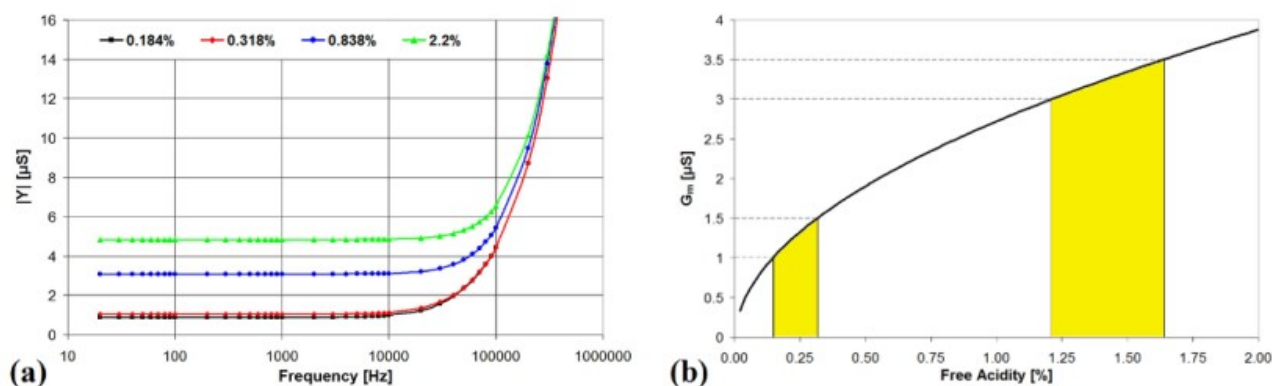 16
14
12
10
8
6
4
2
0
|Y| [µS]
0.184% 0.318% 0.838% 2.2%
10 100 1000 10000 100000 1000000
Frequency [Hz]
(a)
4
3.5
3
2.5
2
1.5
1
0.5
0
Gm [µS]
0.00 0.25 0.50 0.75 1.00 1.25 1.50 1.75 2.00
Free Acidity [%]
(b)